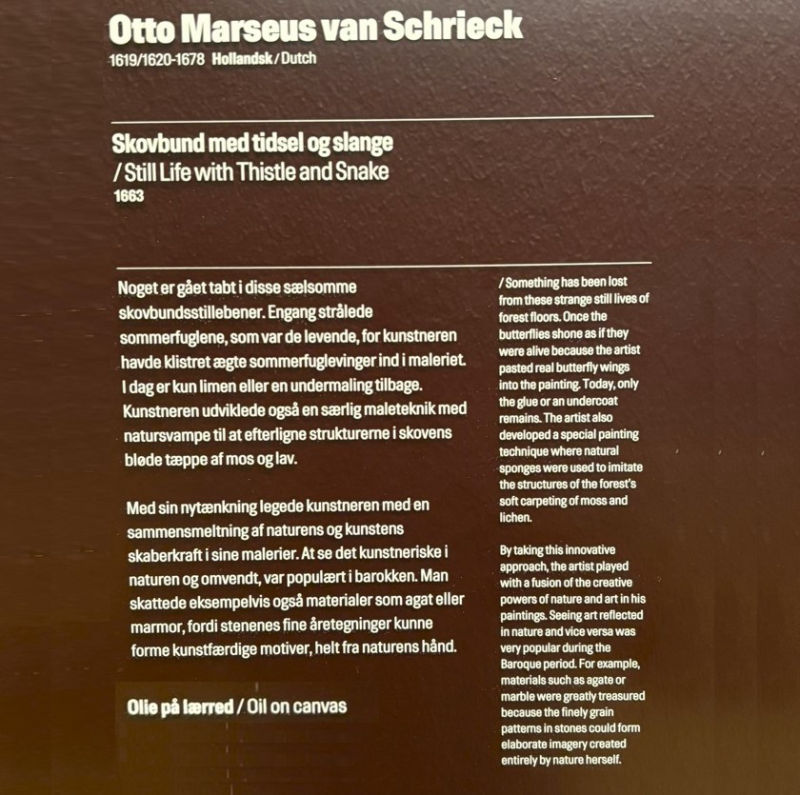 Otto Marseus van Schrieck
1619/1620-1678 Hollandsk / Dutch
Skovbund med tidsel og slange
/ Still Life with Thistle and Snake
1663
Noget er gået tabt i disse sælsomme
skovbundsstillebener. Engang strålede
sommerfuglene, som var de levende, for kunstneren
havde klistret ægte sommerfuglevinger ind i maleriet.
I dag er kun limen eller en undermaling tilbage.
Kunstneren udviklede også en særlig maleteknik med
natursvampe til at efterligne strukturerne i skovens
bløde tæppe af mos og lav.
Med sin nytænkning legede kunstneren med en
sammensmeltning af naturens og kunstens
skaberkraft i sine malerier. At se det kunstneriske i
naturen og omvendt, var populært i barokken. Man
skattede eksempelvis også materialer som agat eller
marmor, fordi stenenes fine åretegninger kunne
forme kunstfærdige motiver, helt fra naturens hånd.
Olie på lærred / Oil on canvas
/ Something has been lost
from these strange still lives of
forest floors. Once the
butterflies shone as if they
were alive because the artist
pasted real butterfly wings
into the painting. Today, only
the glue or an undercoat
remains. The artist also
developed a special painting
technique where natural
sponges were used to imitate
the structures of the forest's
soft carpeting of moss and
lichen.
By taking this innovative
approach, the artist played
with a fusion of the creative
powers of nature and art in his
paintings. Seeing art reflected
in nature and vice versa was
very popular during the
Baroque period. For example,
materials such as agate or
marble were greatly treasured
because the finely grain
patterns in stones could form
elaborate imagery created
entirely by nature herself.